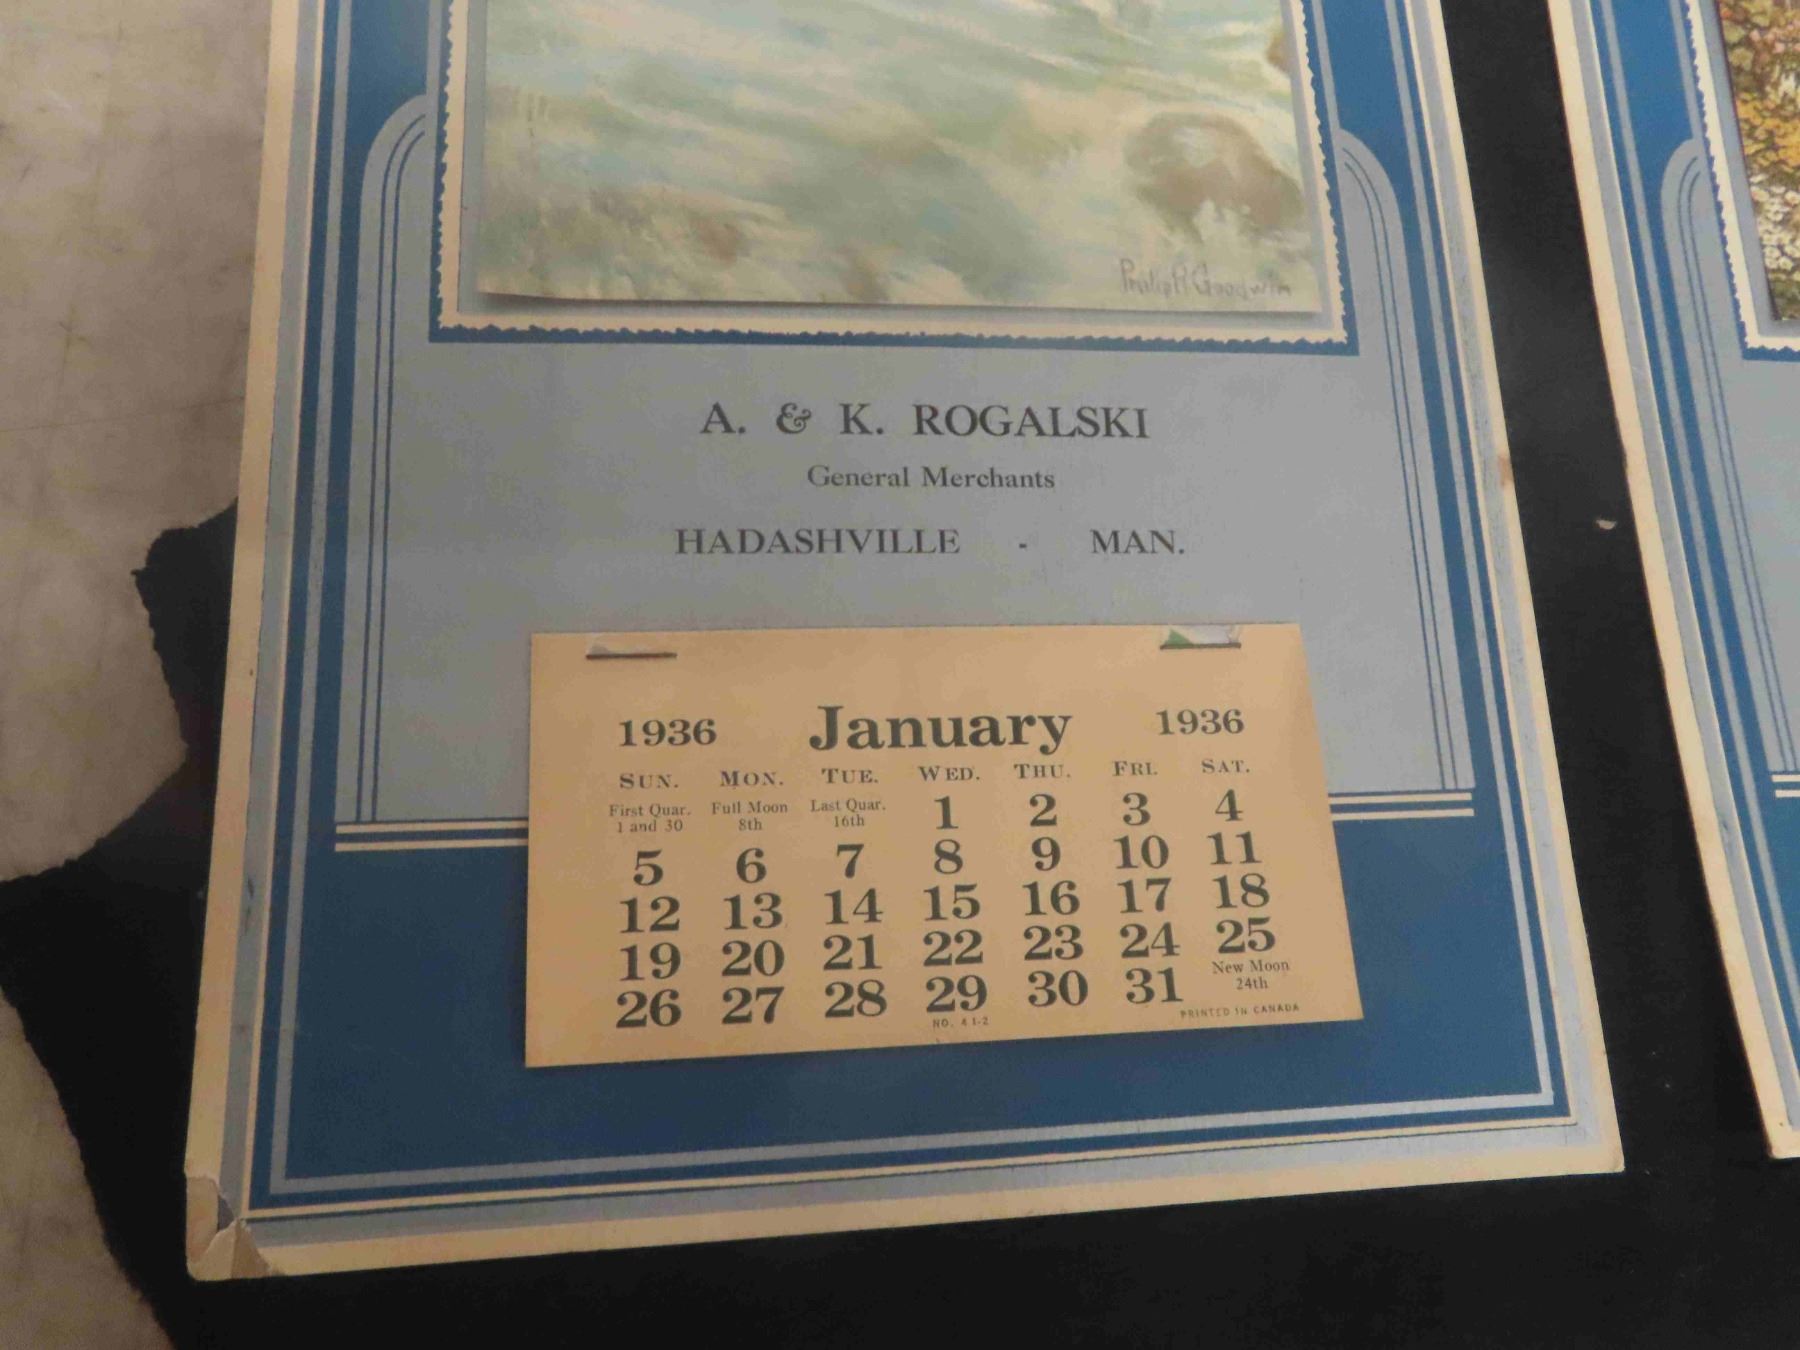 Philip R Goodwin
A. & K. ROGALSKI
General Merchants
HADASHVILLE - MAN.
1936 January 1936
SUN. MON. TUE. WED. THU. FRI. SAT.
First Quar. 1 and 30 Full Moon 8th Last Quar. 16th 1 2 3 4
5 6 7 8 9 10 11
12 13 14 15 16 17 18
19 20 21 22 23 24 25
26 27 28 29 30 31 New Moon 24th
NO. 41-2 PRINTED IN CANADA